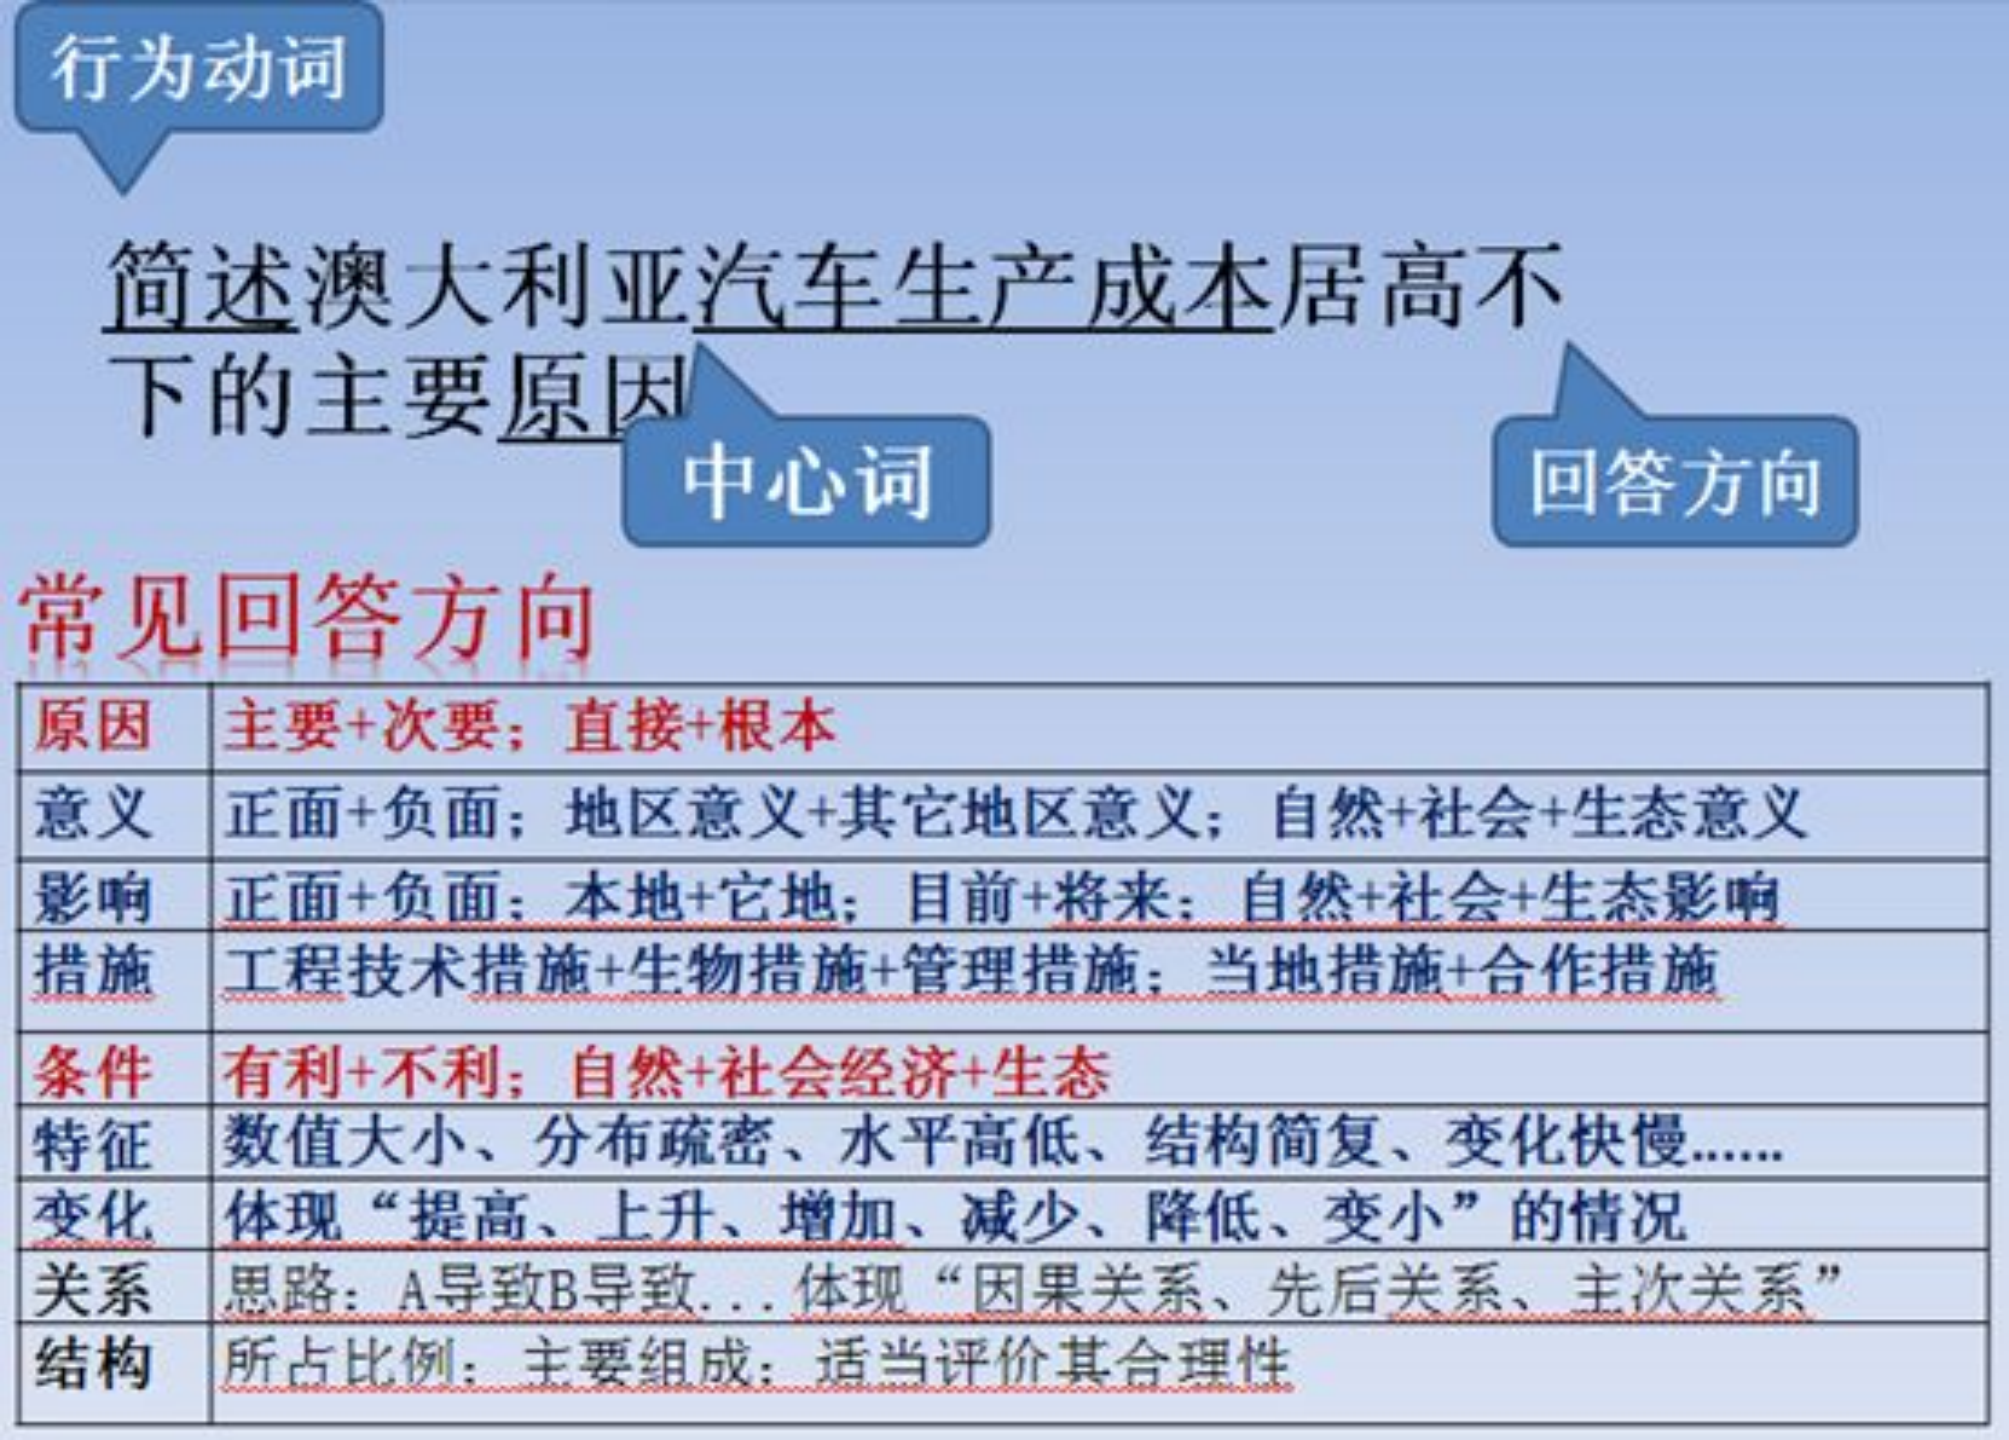 行为动词
简述澳大利亚汽车生产成本居高不
下的主要原因
中心词
回答方向
常见回答方向
原因 主要+次要；直接+根本
意义 正面+负面；地区意义+其它地区意义；自然+社会+生态意义
影响 正面+负面；本地+它地；目前+将来；自然+社会+生态影响
措施 工程技术措施+生物措施+管理措施；当地措施+合作措施
条件 有利+不利；自然+社会经济+生态
特征 数值大小、分布疏密、水平高低、结构简复、变化快慢......
变化 体现“提高、上升、增加、减少、降低、变小”的情况
关系 思路：A导致B导致...体现“因果关系、先后关系、主次关系”
结构 所占比例；主要组成；适当评价其合理性